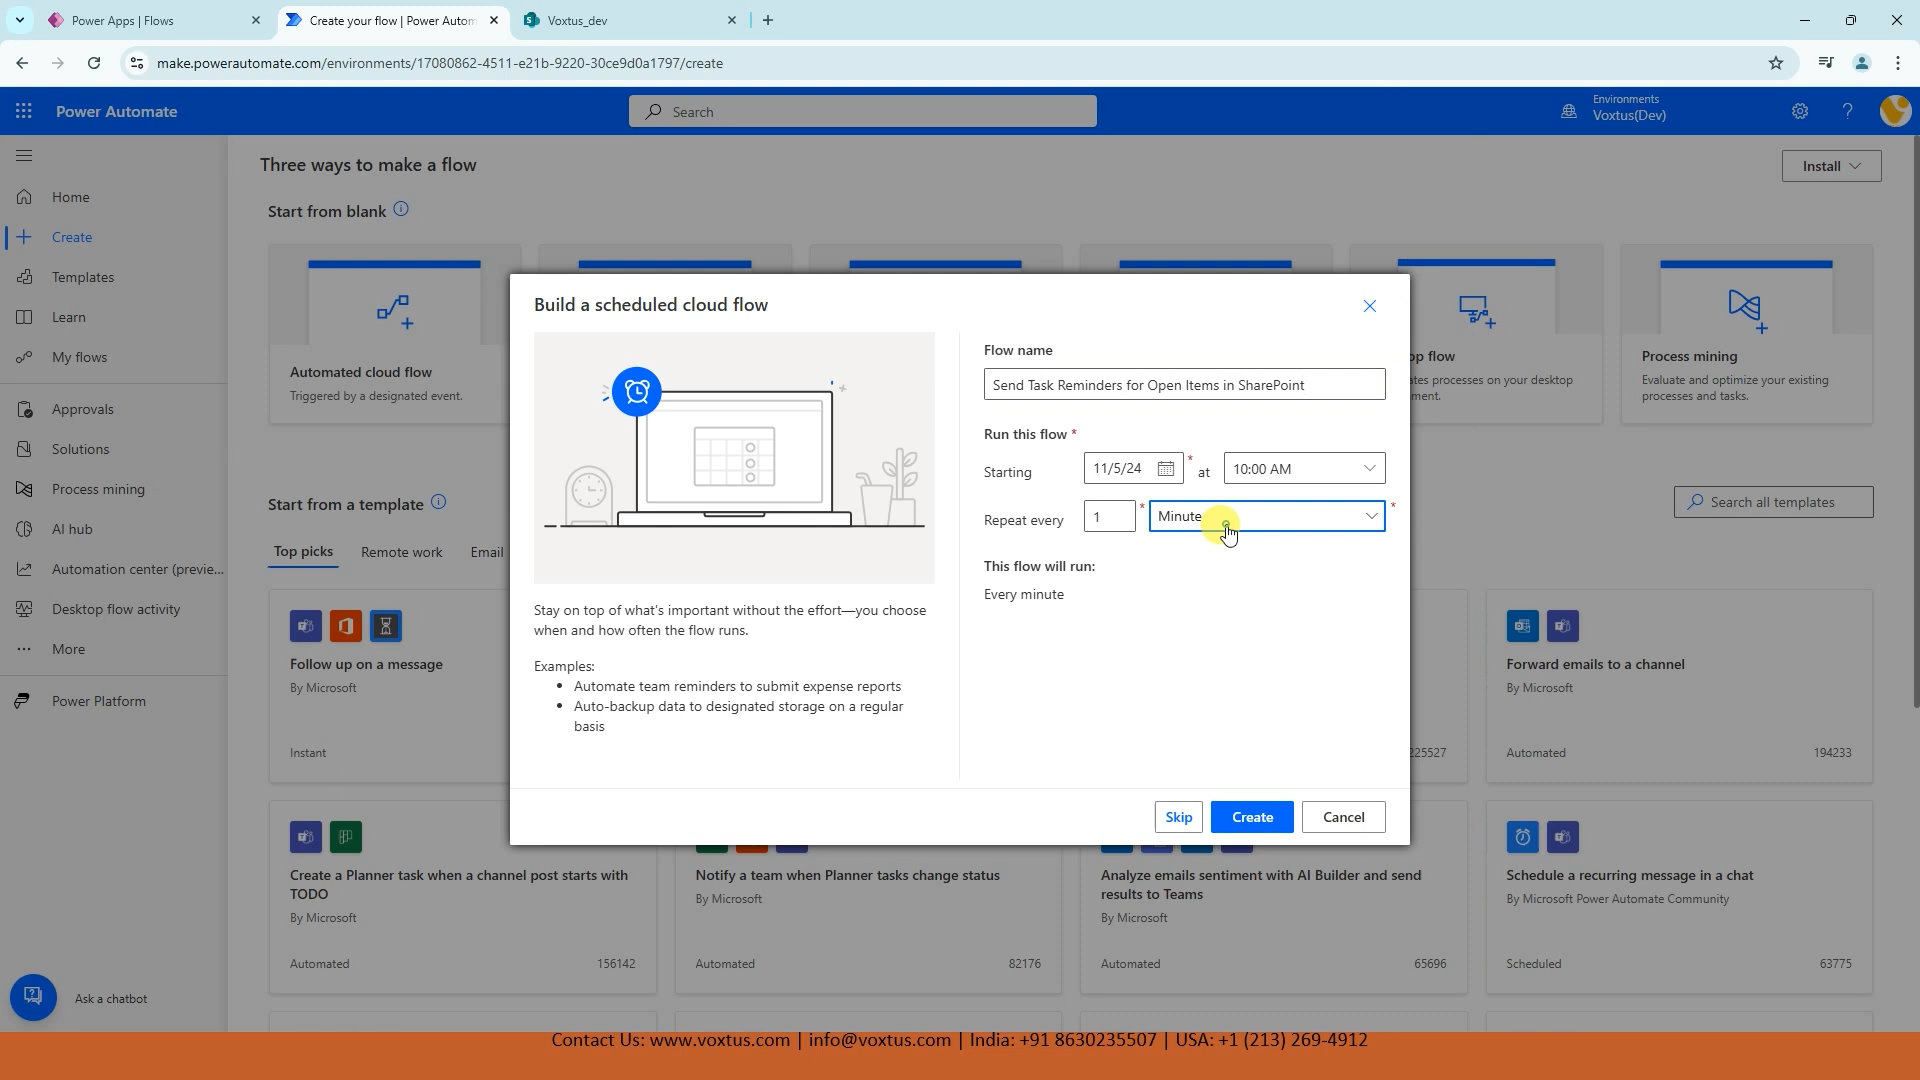 Power Apps | Flows
Create your flow | Power Autom
Voxtus_dev
make.powerautomate.com/environments/17080862-4511-e21b-9220-30ce9d0a1797/create
Power Automate
Search
Environments
Voxtus(Dev)
Home
Create
Templates
Learn
My flows
Approvals
Solutions
Process mining
AI hub
Automation center (previe...
Desktop flow activity
More
Power Platform
Ask a chatbot
Three ways to make a flow
Install
Start from blank
Automated cloud flow
Triggered by a designated event.
op flow
ates processes on your desktop
ment.
Process mining
Evaluate and optimize your existing
processes and tasks.
Start from a template
Search all templates
Top picks
Remote work
Email
Build a scheduled cloud flow
Stay on top of what's important without the effort—you choose
when and how often the flow runs.
Examples:
• Automate team reminders to submit expense reports
• Auto-backup data to designated storage on a regular
basis
Flow name
Send Task Reminders for Open Items in SharePoint
Run this flow *
Starting 11/5/24 * at 10:00 AM
Repeat every 1 * Minute *
This flow will run:
Every minute
Skip
Create
Cancel
Follow up on a message
By Microsoft
Instant
225527
Forward emails to a channel
By Microsoft
Automated 194233
Create a Planner task when a channel post starts with
TODO
By Microsoft
Automated 156142
Notify a team when Planner tasks change status
By Microsoft
Automated 82176
Analyze emails sentiment with AI Builder and send
results to Teams
By Microsoft
Automated 65696
Schedule a recurring message in a chat
By Microsoft Power Automate Community
Scheduled 63775
Contact Us: www.voxtus.com | info@voxtus.com | India: +91 8630235507 | USA: +1 (213) 269-4912